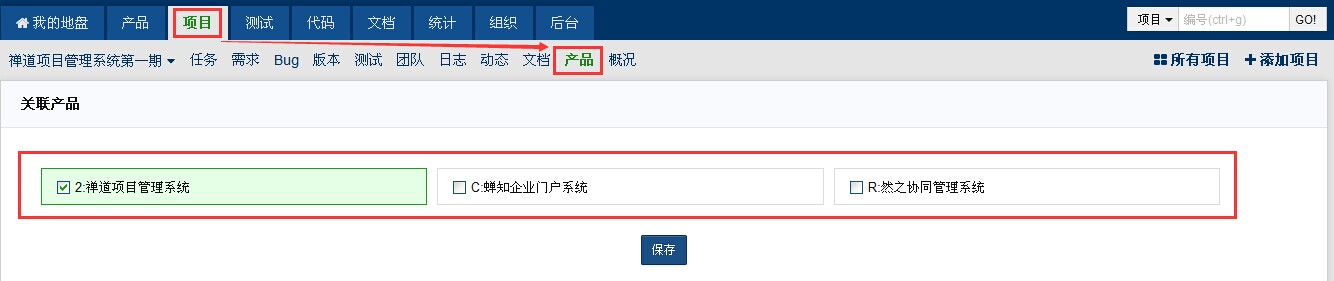 我的地盘 产品 项目 测试 代码 文档 统计 组织 后台 项目 编号(ctrl+g) GO!
禅道项目管理系统第一期 任务 需求 Bug 版本 测试 团队 日志 动态 文档 产品 概况 所有项目 添加项目
关联产品
2:禅道项目管理系统 C:蝉知企业门户系统 R:然之协同管理系统
保存